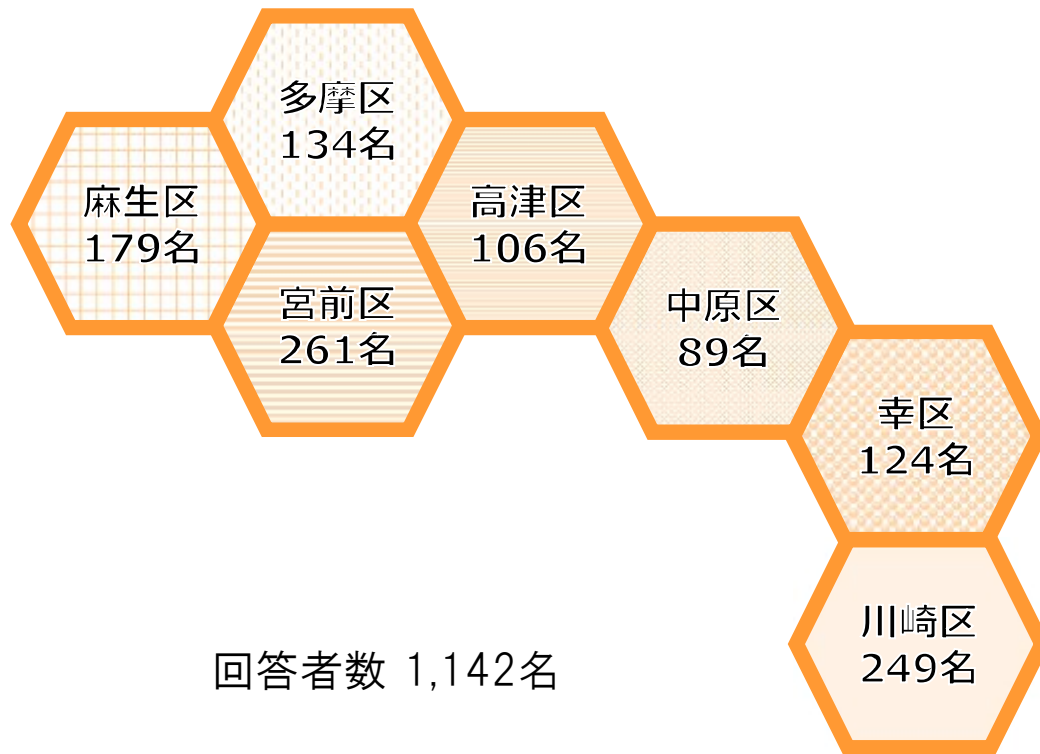 多摩区
134名
麻生区
179名
高津区
106名
宮前区
261名
中原区
89名
幸区
124名
川崎区
249名
回答者数 1,142名